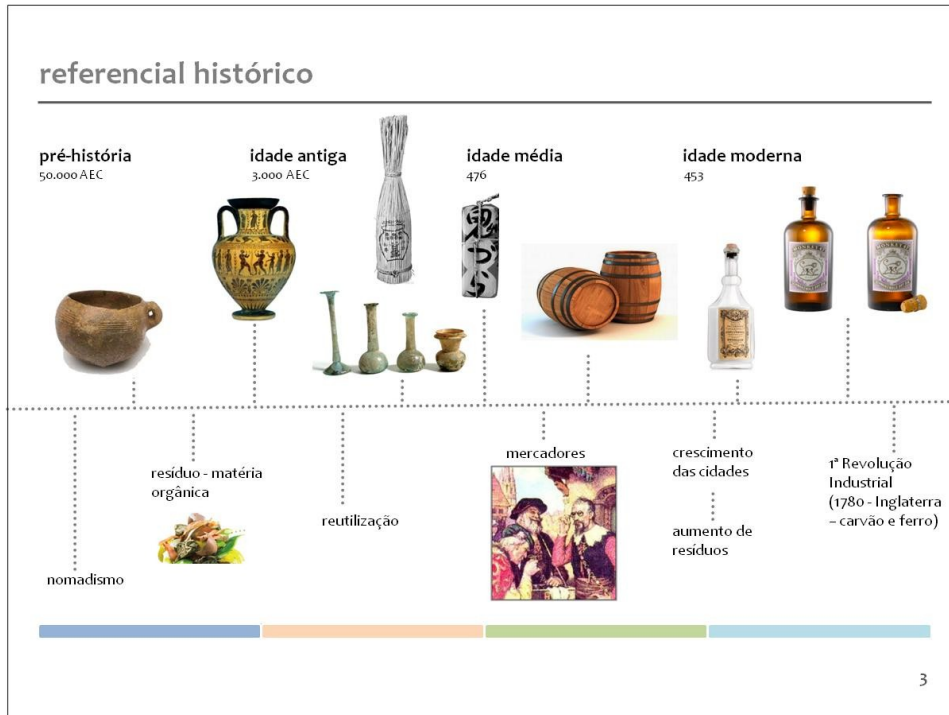 referencial histórico
pré-história
50.000 AEC
idade antiga
3.000 AEC
idade média
476
idade moderna
453
nomadismo
resíduo - matéria
orgânica
reutilização
mercadores
crescimento
das cidades
aumento de
resíduos
1ª Revolução
Industrial
(1780 - Inglaterra
– carvão e ferro)
3